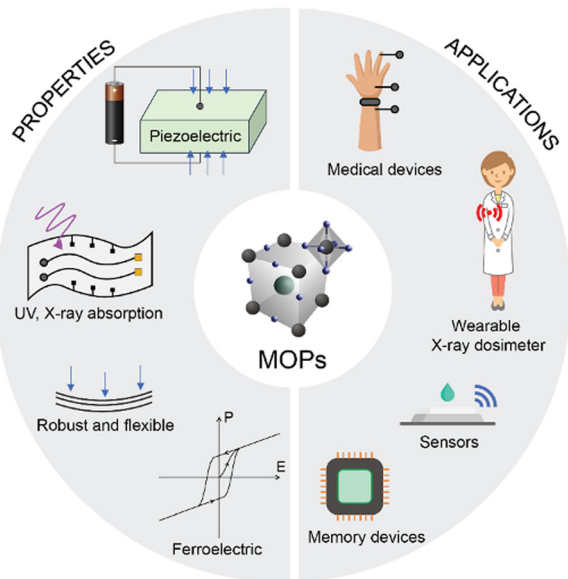 PROPERTIES
Piezoelectric
UV, X-ray absorption
Robust and flexible
P
E
Ferroelectric
MOPs
APPLICATIONS
Medical devices
Wearable
X-ray dosimeter
Sensors
Memory devices